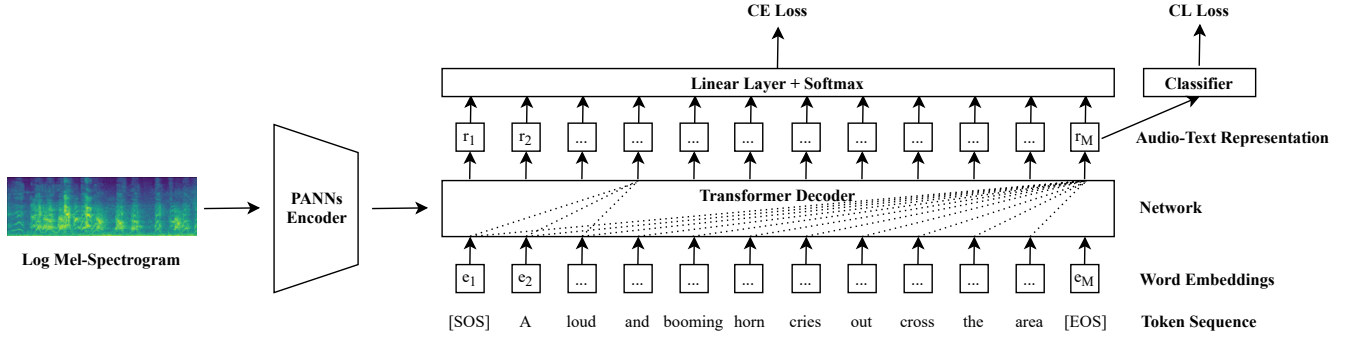 CE Loss
CL Loss
Linear Layer + Softmax
Classifier
r1 r2 ... ... ... ... ... ... ... ... ... rM
Audio-Text Representation
PANNs
Encoder
Transformer Decoder
Network
Log Mel-Spectrogram
e1 e2 ... ... ... ... ... ... ... ... ... eM
Word Embeddings
[SOS] A loud and booming horn cries out cross the area [EOS]
Token Sequence